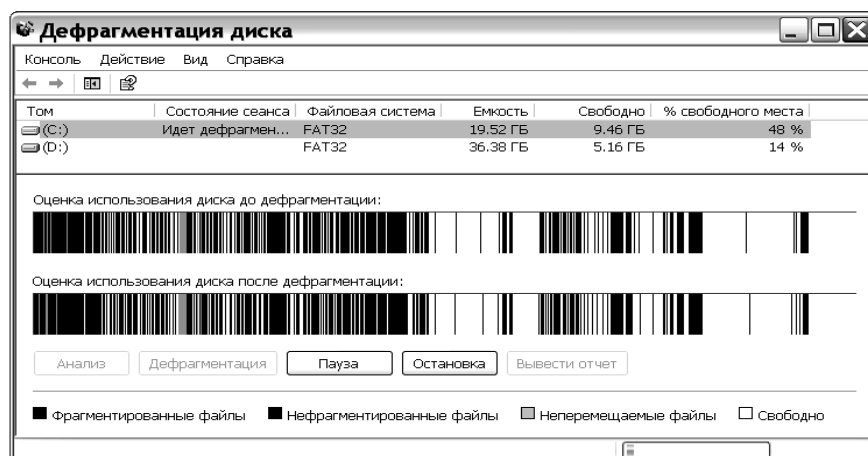 Дефрагментация диска
Консоль Действие Вид Справка
Том Состояние сеанса Файловая система Емкость Свободно % свободного места
(C:) Идет дефрагмен... FAT32 19.52 ГБ 9.46 ГБ 48 %
(D:) FAT32 36.38 ГБ 5.16 ГБ 14 %
Оценка использования диска до дефрагментации:
Оценка использования диска после дефрагментации:
Анализ Дефрагментация Пауза Остановка Вывести отчет
Фрагментированные файлы Нефрагментированные файлы Неперемещаемые файлы Свободно